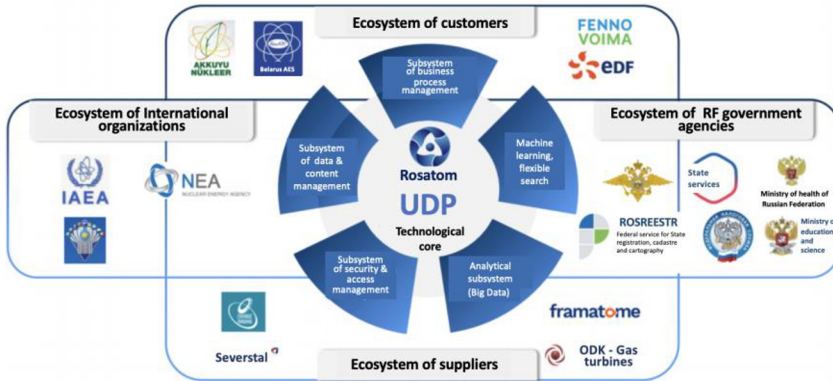 Ecosystem of customers
AKKUYU
NÜKLEER
Belarus AES
FENNO
VOIMA
eDF
Ecosystem of International
organizations
IAEA
NEA
NUCLEAR ENERGY AGENCY
Subsystem
of business
process
management
Subsystem
of data &
content
management
Machine
learning,
flexible
search
Rosatom
UDP
Technological
core
Subsystem
of security &
access
management
Analytical
subsystem
(Big Data)
Ecosystem of RF government
agencies
State
services
Ministry of health of
Russian Federation
ROSREESTR
Federal service for State
registration, cadastre
and cartography
Ministry of
education
and
science
Severstal
framatome
ODK - Gas
turbines
Ecosystem of suppliers